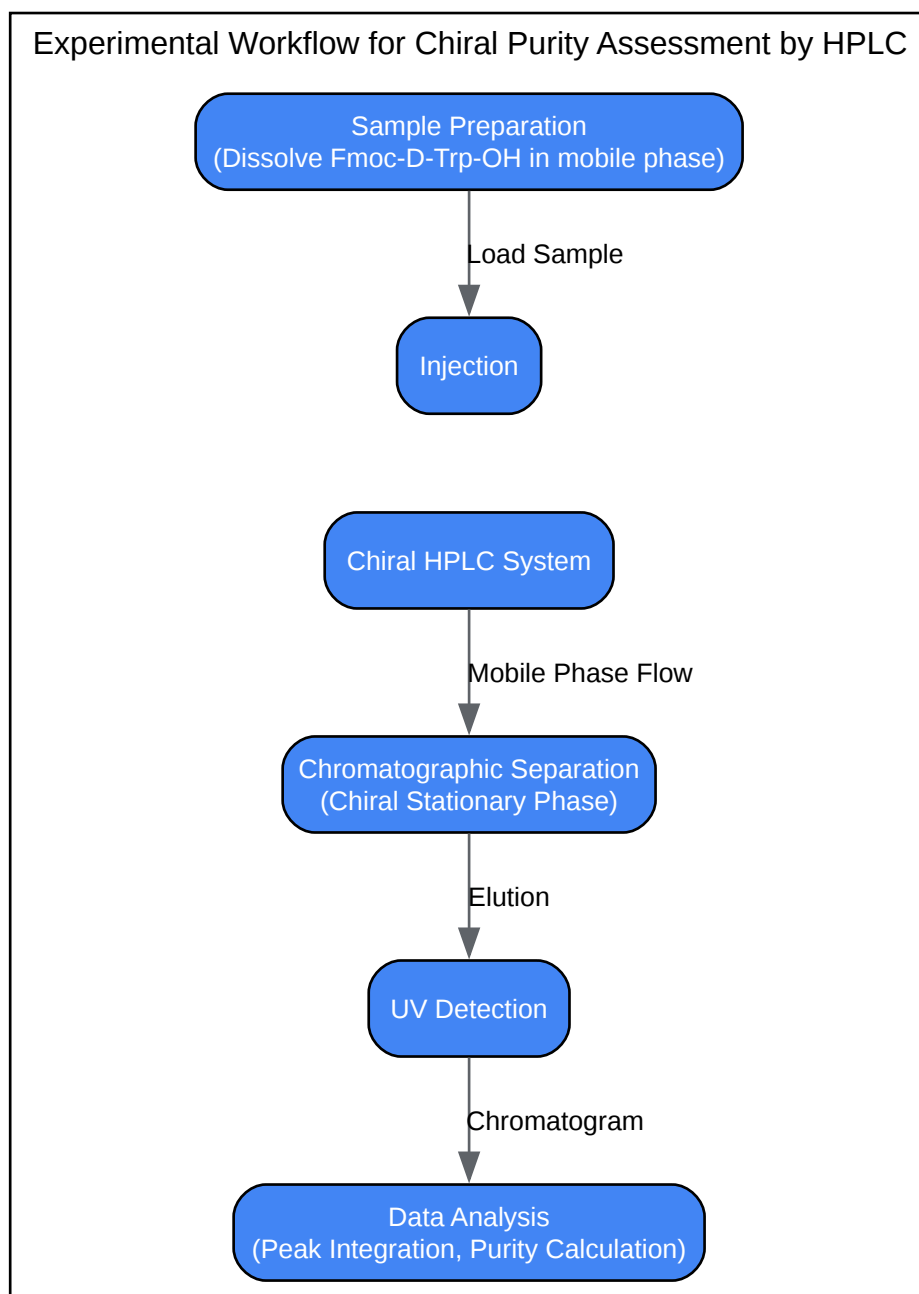 Experimental Workflow for Chiral Purity Assessment by HPLC
Sample Preparation
(Dissolve Fmoc-D-Trp-OH in mobile phase)
Load Sample
Injection
Chiral HPLC System
Mobile Phase Flow
Chromatographic Separation
(Chiral Stationary Phase)
Elution
UV Detection
Chromatogram
Data Analysis
(Peak Integration, Purity Calculation)